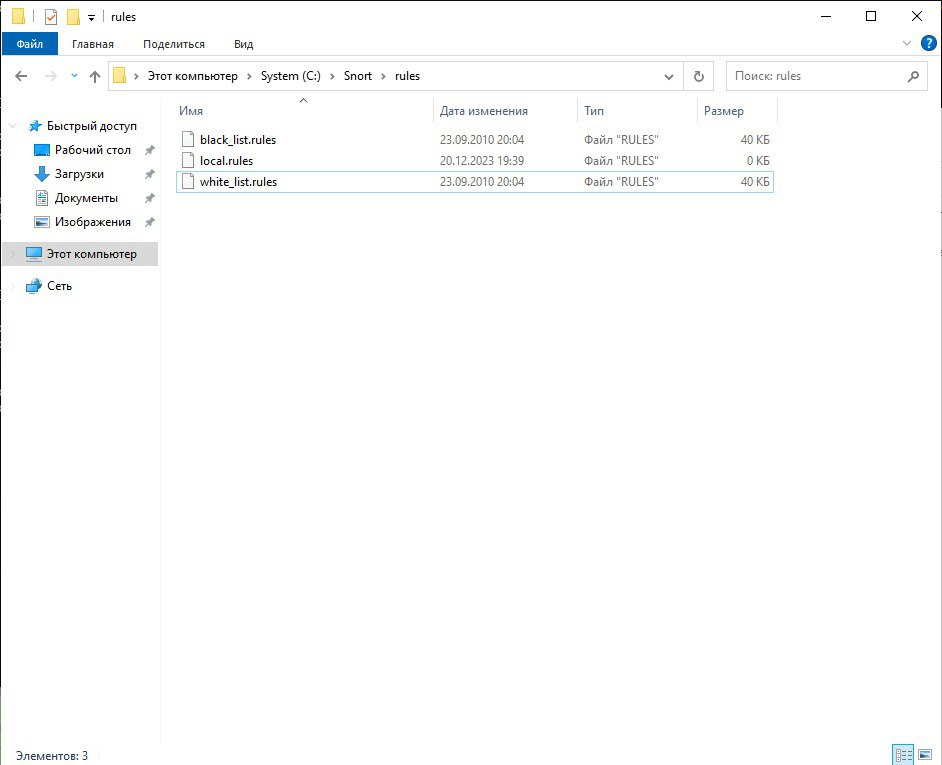 rules
Файл Главная Поделиться Вид
Этот компьютер System (C:) Snort rules Поиск: rules
Имя Дата изменения Тип Размер
Быстрый доступ
Рабочий стол
Загрузки
Документы
Изображения
Этот компьютер
Сеть
black_list.rules 23.09.2010 20:04 Файл "RULES" 40 КБ
local.rules 20.12.2023 19:39 Файл "RULES" 0 КБ
white_list.rules 23.09.2010 20:04 Файл "RULES" 40 КБ
Элементов: 3